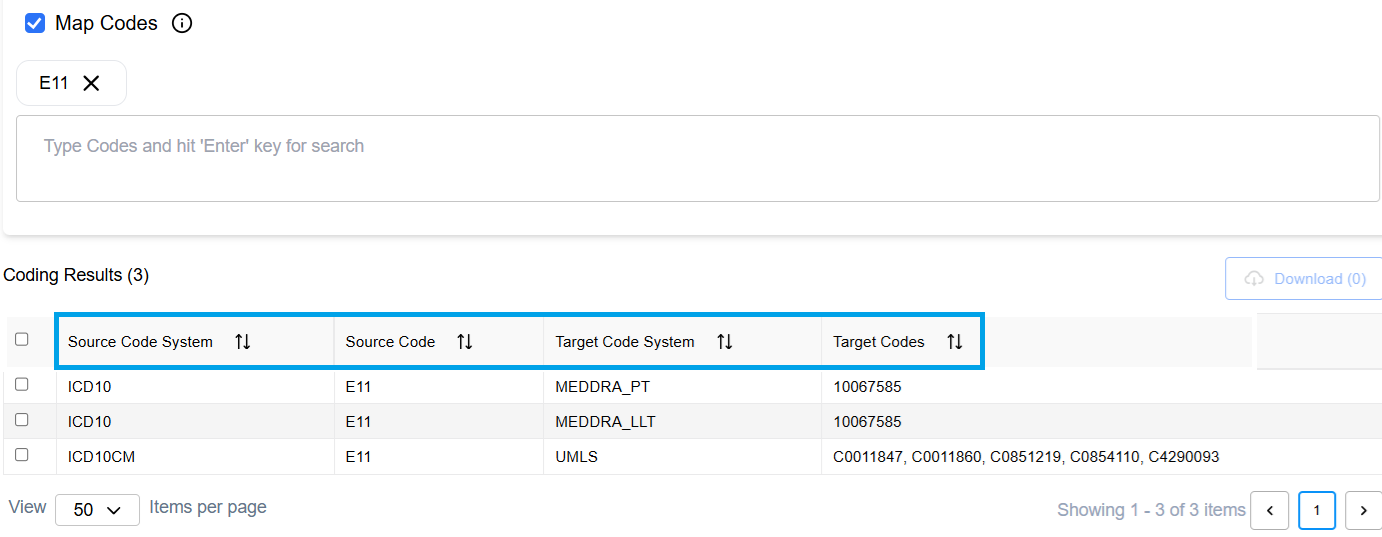 Map Codes
E11
Type Codes and hit 'Enter' key for search
Coding Results (3)
Download (0)
Source Code System Source Code Target Code System Target Codes
ICD10 E11 MEDDRA_PT 10067585
ICD10 E11 MEDDRA_LLT 10067585
ICD10CM E11 UMLS C0011847, C0011860, C0851219, C0854110, C4290093
View 50 Items per page Showing 1 - 3 of 3 items 1